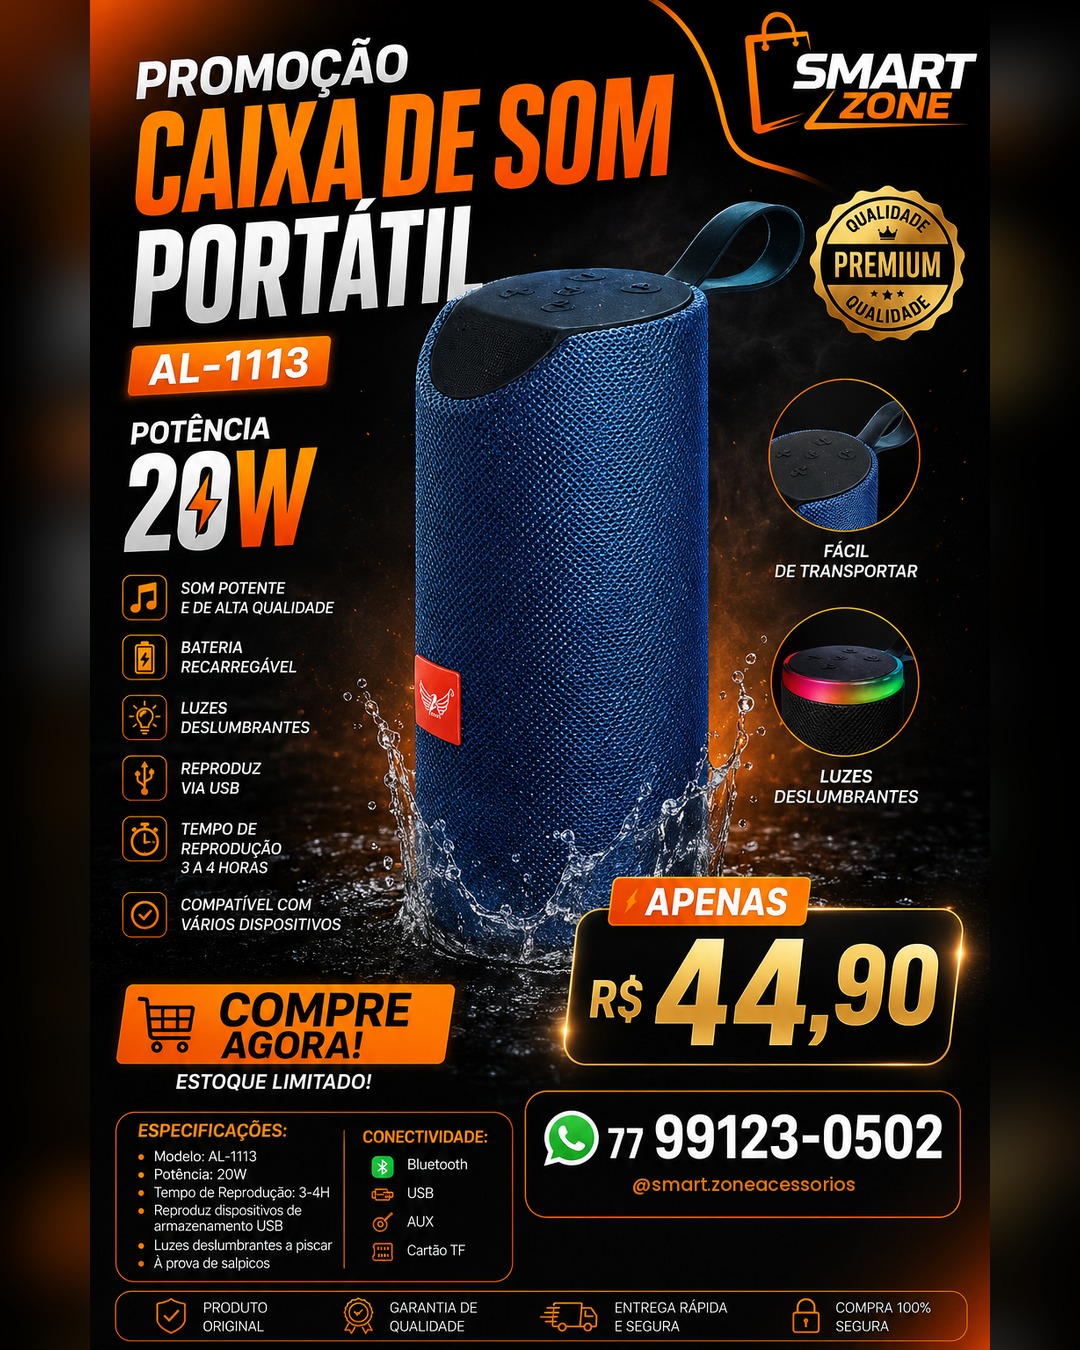 PROMOÇÃO
CAIXA DE SOM
PORTÁTIL
SMART
ZONE
QUALIDADE
PREMIUM
QUALIDADE
AL-1113
POTÊNCIA
20W
SOM POTENTE
E DE ALTA QUALIDADE
BATERIA
RECARREGÁVEL
LUZES
DESLUMBRANTES
REPRODUZ
VIA USB
TEMPO DE
REPRODUÇÃO
3 A 4 HORAS
COMPATÍVEL COM
VÁRIOS DISPOSITIVOS
FÁCIL
DE TRANSPORTAR
LUZES
DESLUMBRANTES
APENAS
R$ 44,90
COMPRE
AGORA!
ESTOQUE LIMITADO!
ESPECIFICAÇÕES:
• Modelo: AL-1113
• Potência: 20W
• Tempo de Reprodução: 3-4H
• Reproduz dispositivos de
armazenamento USB
• Luzes deslumbrantes a piscar
• À prova de salpicos
CONECTIVIDADE:
Bluetooth
USB
AUX
Cartão TF
77 99123-0502
@smart.zoneacessorios
PRODUTO
ORIGINAL
GARANTIA DE
QUALIDADE
ENTREGA RÁPIDA
E SEGURA
COMPRA 100%
SEGURA